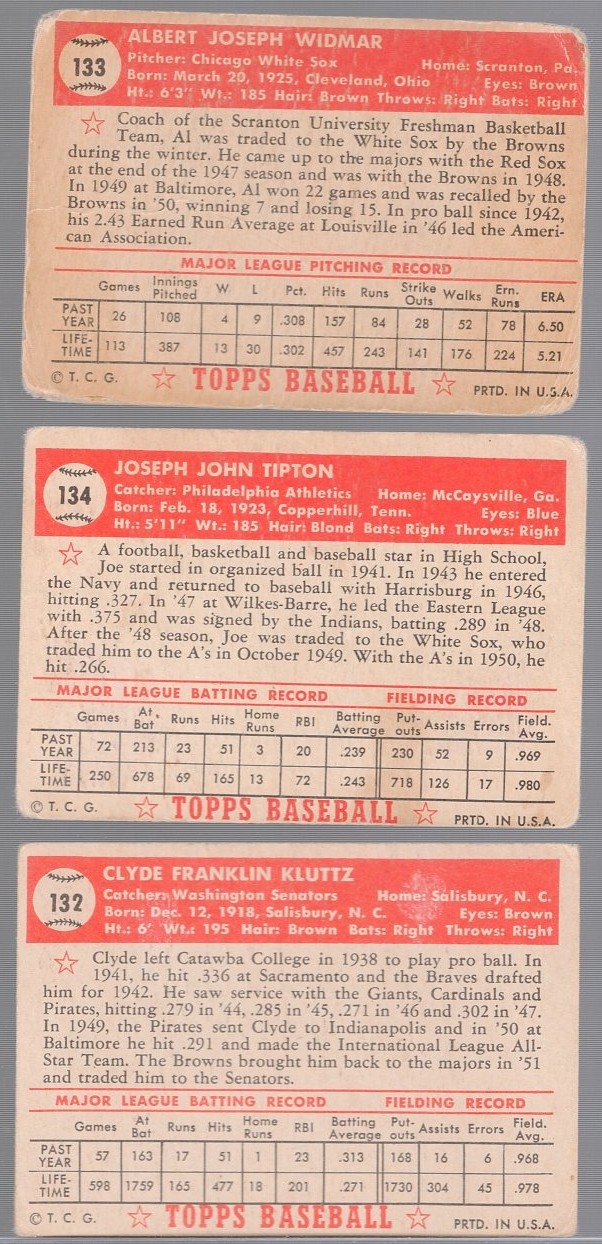 133
ALBERT JOSEPH WIDMAR
Pitcher: Chicago White Sox Home: Scranton, Pa.
Born: March 20, 1925, Cleveland, Ohio Eyes: Brown
Ht.: 6'3" Wt.: 185 Hair: Brown Throws: Right Bats: Right
Coach of the Scranton University Freshman Basketball
Team, Al was traded to the White Sox by the Browns
during the winter. He came up to the majors with the Red Sox
at the end of the 1947 season and was with the Browns in 1948.
In 1949 at Baltimore, Al won 22 games and was recalled by the
Browns in '50, winning 7 and losing 15. In pro ball since 1942,
his 2.43 Earned Run Average at Louisville in '46 led the Ameri-
can Association.
MAJOR LEAGUE PITCHING RECORD
Games Innings Pitched W L Pct. Hits Runs Strike Outs Walks Ern. Runs ERA
PAST YEAR 26 108 4 9 .308 157 84 28 52 78 6.50
LIFE-TIME 113 387 13 30 .302 457 243 141 176 224 5.21
© T. C. G. ☆ TOPPS BASEBALL ☆ PRTD. IN U.S.A.
134
JOSEPH JOHN TIPTON
Catcher: Philadelphia Athletics Home: McCaysville, Ga.
Born: Feb. 18, 1923, Copperhill, Tenn. Eyes: Blue
Ht.: 5'11" Wt.: 185 Hair: Blond Bats: Right Throws: Right
A football, basketball and baseball star in High School,
Joe started in organized ball in 1941. In 1943 he entered
the Navy and returned to baseball with Harrisburg in 1946,
hitting .327. In '47 at Wilkes-Barre, he led the Eastern League
with .375 and was signed by the Indians, batting .289 in '48.
After the '48 season, Joe was traded to the White Sox, who
traded him to the A's in October 1949. With the A's in 1950, he
hit .266.
MAJOR LEAGUE BATTING RECORD FIELDING RECORD
Games At Bat Runs Hits Home Runs RBI Batting Average Put-outs Assists Errors Field. Avg.
PAST YEAR 72 213 23 51 3 20 .239 230 52 9 .969
LIFE-TIME 250 678 69 165 13 72 .243 718 126 17 .980
© T. C. G. ☆ TOPPS BASEBALL ☆ PRTD. IN U.S.A.
132
CLYDE FRANKLIN KLUTTZ
Catcher: Washington Senators Home: Salisbury, N. C.
Born: Dec. 12, 1918, Salisbury, N. C. Eyes: Brown
Ht.: 6' Wt.: 195 Hair: Brown Bats: Right Throws: Right
Clyde left Catawba College in 1938 to play pro ball. In
1941, he hit .336 at Sacramento and the Braves drafted
him for 1942. He saw service with the Giants, Cardinals and
Pirates, hitting .279 in '44, .285 in '45, .271 in '46 and .302 in '47.
In 1949, the Pirates sent Clyde to Indianapolis and in '50 at
Baltimore he hit .291 and made the International League All-
Star Team. The Browns brought him back to the majors in '51
and traded him to the Senators.
MAJOR LEAGUE BATTING RECORD FIELDING RECORD
Games At Bat Runs Hits Home Runs RBI Batting Average Put-outs Assists Errors Field. Avg.
PAST YEAR 57 163 17 51 1 23 .313 168 16 6 .968
LIFE-TIME 598 1759 165 477 18 201 .271 1730 304 45 .978
© T. C. G. ☆ TOPPS BASEBALL ☆ PRTD. IN U.S.A.